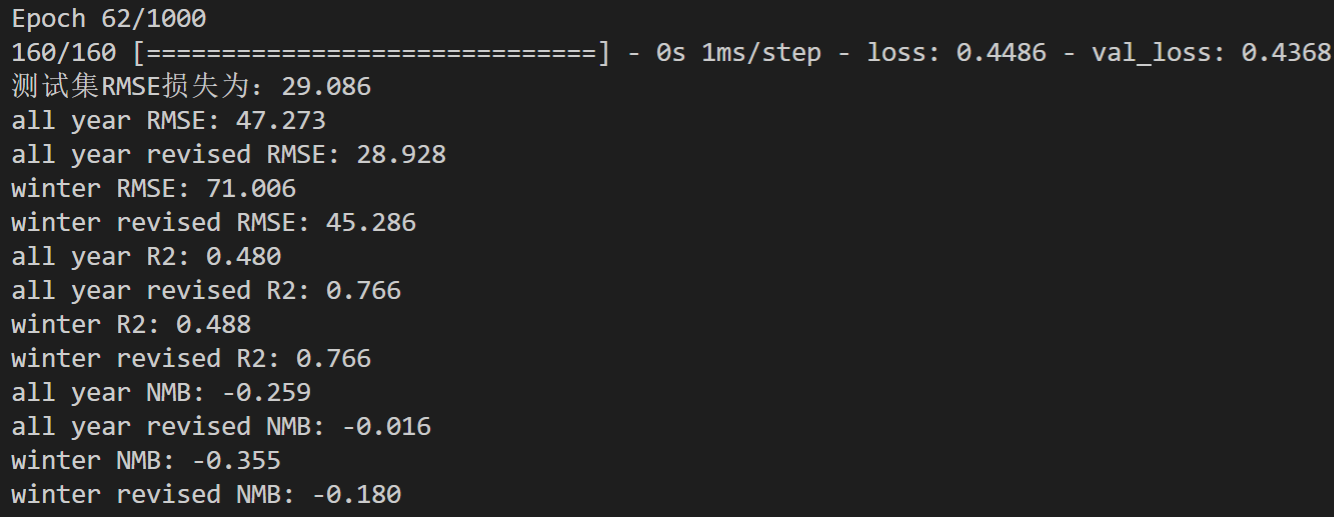 Epoch 62/1000
160/160 [==============================] - 0s 1ms/step - loss: 0.4486 - val_loss: 0.4368
测试集RMSE损失为：29.086
all year RMSE: 47.273
all year revised RMSE: 28.928
winter RMSE: 71.006
winter revised RMSE: 45.286
all year R2: 0.480
all year revised R2: 0.766
winter R2: 0.488
winter revised R2: 0.766
all year NMB: -0.259
all year revised NMB: -0.016
winter NMB: -0.355
winter revised NMB: -0.180